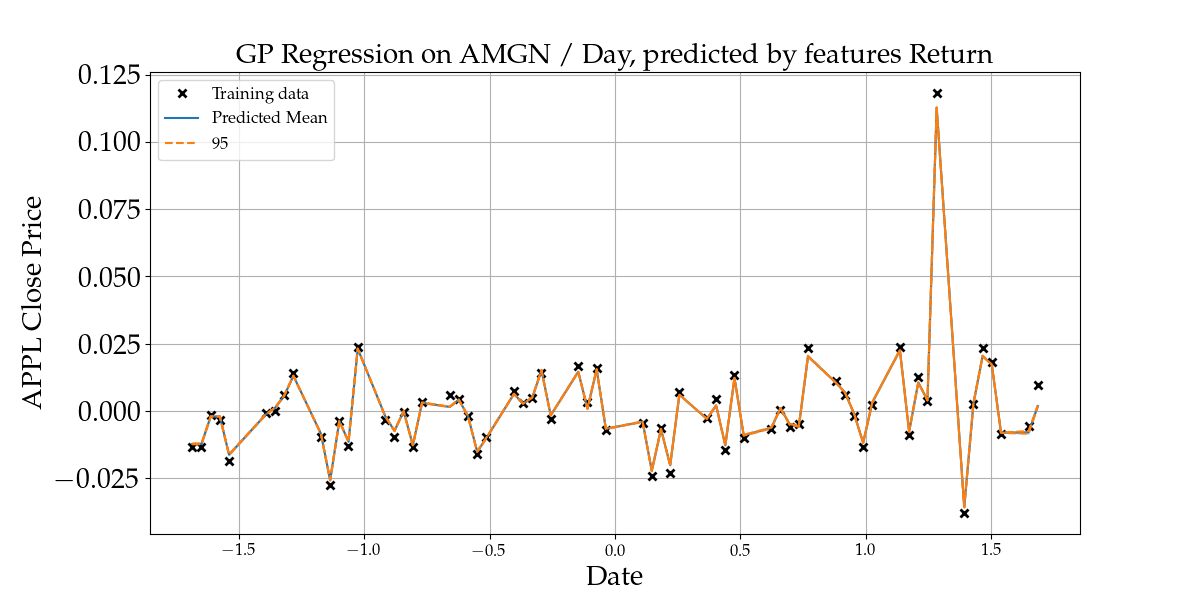 GP Regression on AMGN / Day, predicted by features Return
0.125
0.100
0.075
0.050
0.025
0.000
−0.025
APPL Close Price
Training data
Predicted Mean
95
−1.5 −1.0 −0.5 0.0 0.5 1.0 1.5
Date